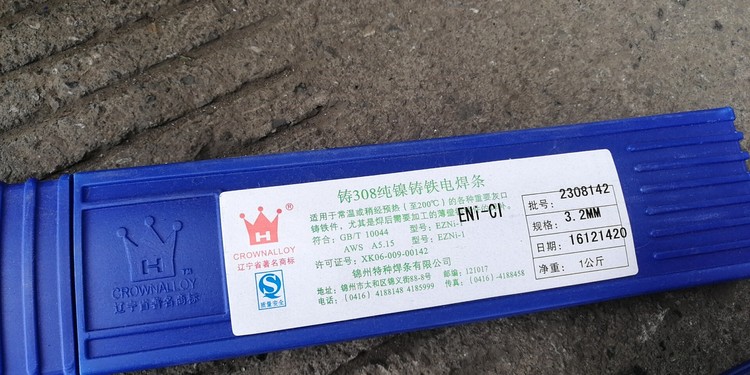 铸308纯镍铸铁电焊条
适用于常温或稍经预热（至200℃）的各种重要灰口
铸铁件，尤其是焊后需要加工的薄
ENi-CI
符合：GB/T 10044 型号：EZNi-1
AWS A5.15 型号：EZNi-1
许可证号：XK06-009-00142
锦州特种焊条有限公司
地址：锦州市太和区锦义街88-8号 邮编：121017
电话：（0416）4188148 4185999 传真：（0416）-4188458
批号：2308142
规格：3.2MM
日期：16121420
净重：1公斤
H
®
CROWNALLOY
辽宁省著名商标
质量安全
H
CROWNALLOY
TM
辽宁省著名商标